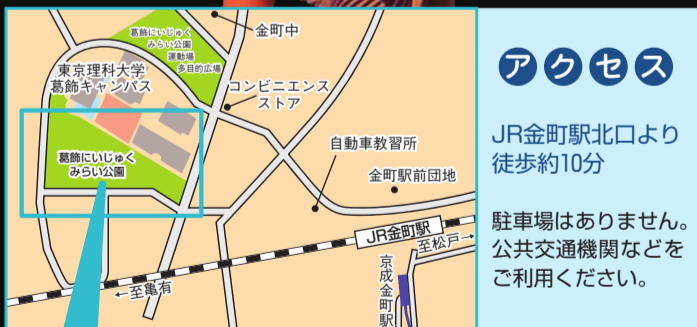 金町中
葛飾にいじゅく
みらい公園
運動場
多目的広場
東京理科大学
葛飾キャンパス
コンビニエンス
ストア
葛飾にいじゅく
みらい公園
自動車教習所
金町駅前団地
JR金町駅
至松戸→
←至亀有
京成金町駅
アクセス
JR金町駅北口より
徒歩約10分
駐車場はありません。
公共交通機関などを
ご利用ください。